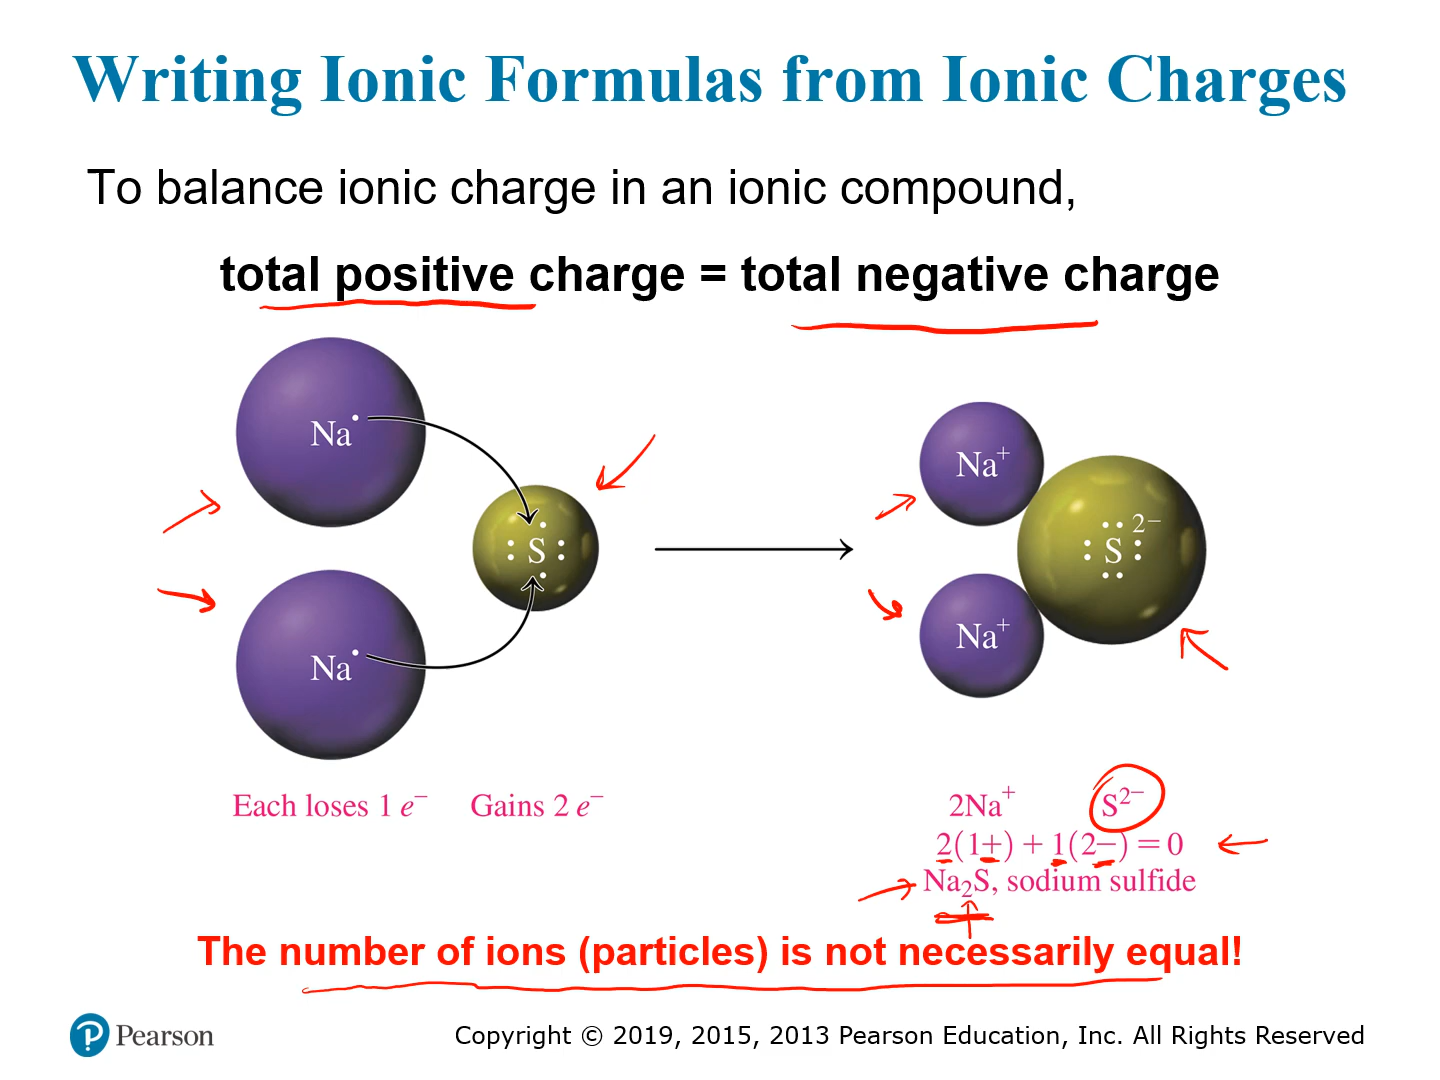 Writing Ionic Formulas from Ionic Charges
To balance ionic charge in an ionic compound,
total positive charge = total negative charge
Na•
Na•
S
Na⁺
Na⁺
S²⁻
Each loses 1 e⁻
Gains 2 e⁻
2Na⁺ S²⁻
2(1+) + 1(2−) = 0
Na₂S, sodium sulfide
The number of ions (particles) is not necessarily equal!
Pearson
Copyright © 2019, 2015, 2013 Pearson Education, Inc. All Rights Reserved